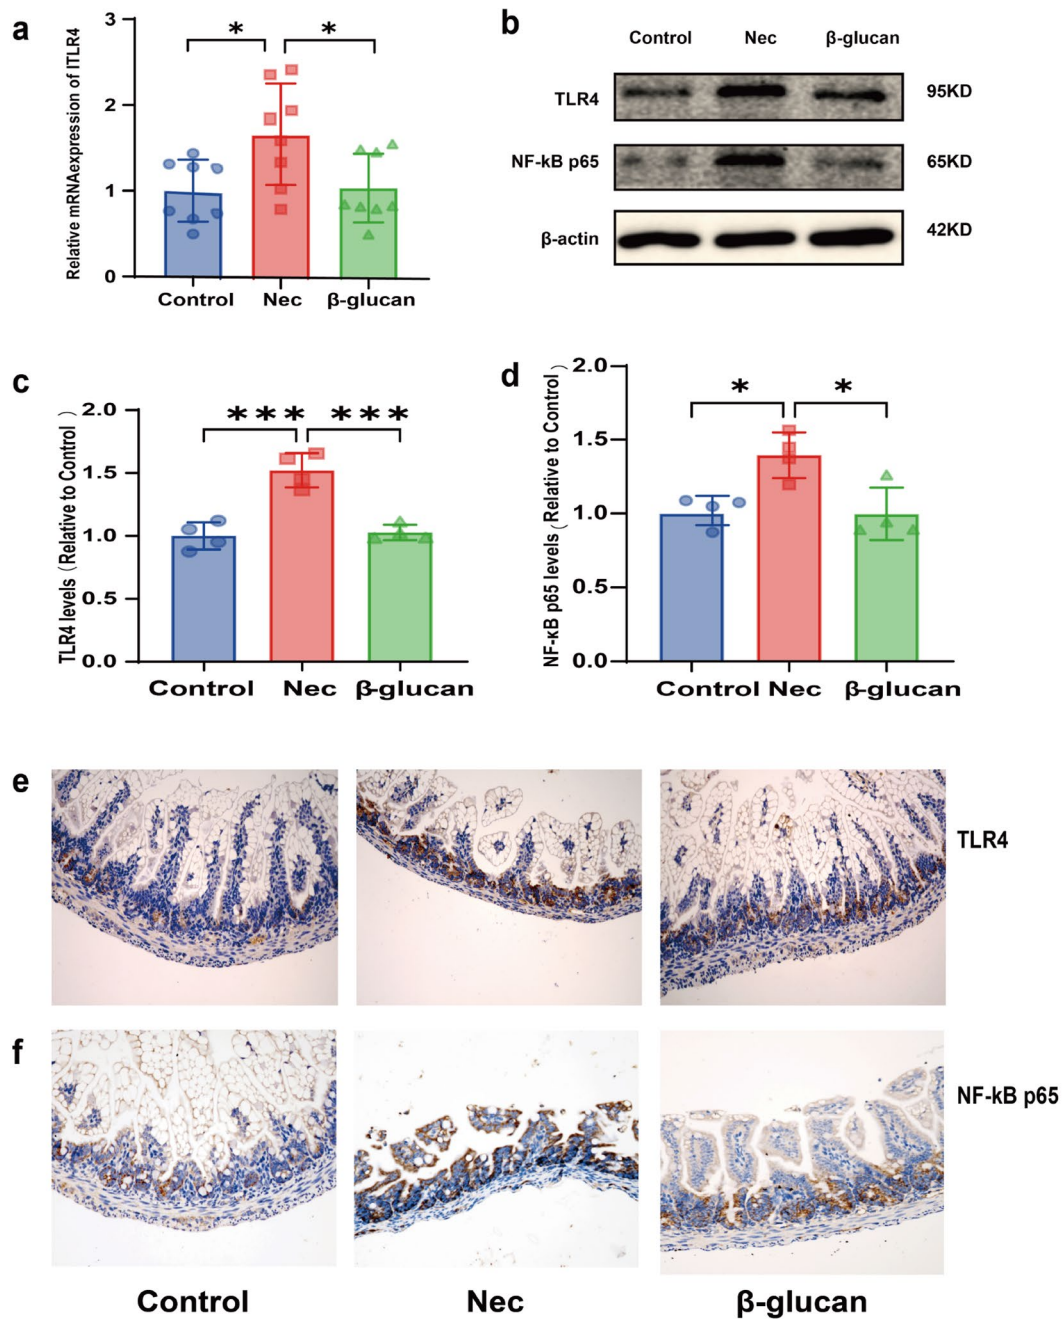 a
Relative mRNAexpression of lTLR4
3
2
1
0
*
*
Control
Nec
β-glucan
b
Control
Nec
β-glucan
TLR4
95KD
NF-kB p65
65KD
β-actin
42KD
c
TLR4 levels（Relative to Control）
2.0
1.5
1.0
0.5
0.0
***
***
Control
Nec
β-glucan
d
NF-κB p65 levels（Relative to Control）
2.0
1.5
1.0
0.5
0.0
*
*
Control
Nec
β-glucan
e
TLR4
f
NF-kB p65
Control
Nec
β-glucan